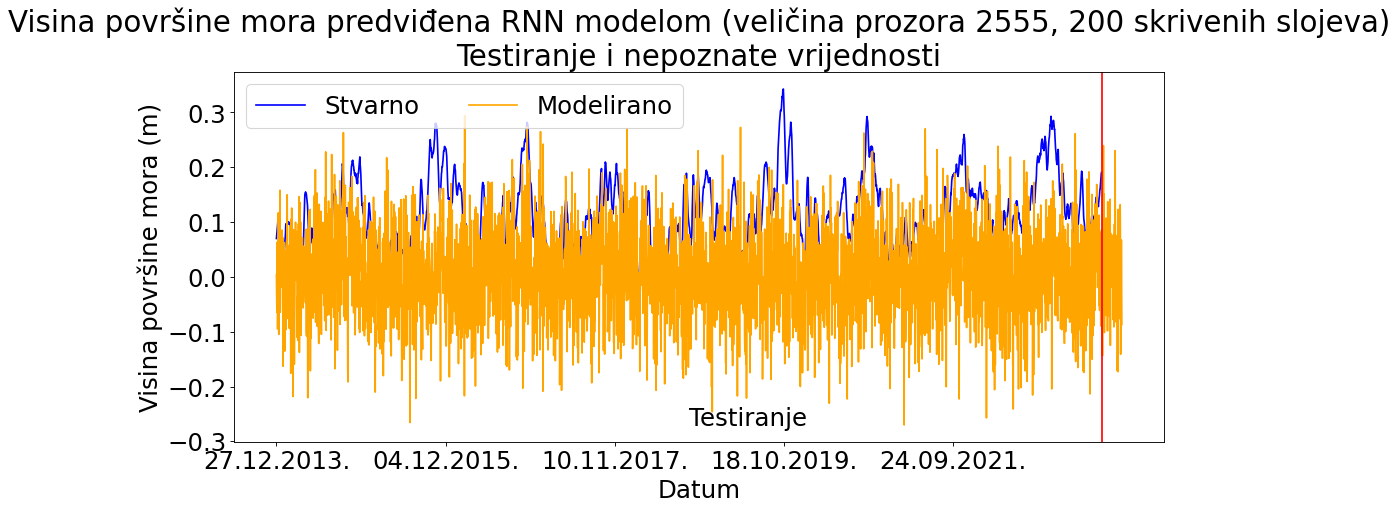 Visina površine mora predviđena RNN modelom (veličina prozora 2555, 200 skrivenih slojeva)
Testiranje i nepoznate vrijednosti
Stvarno
Modelirano
Visina površine mora (m)
0.3
0.2
0.1
0.0
−0.1
−0.2
−0.3
Testiranje
27.12.2013.
04.12.2015.
10.11.2017.
18.10.2019.
24.09.2021.
Datum